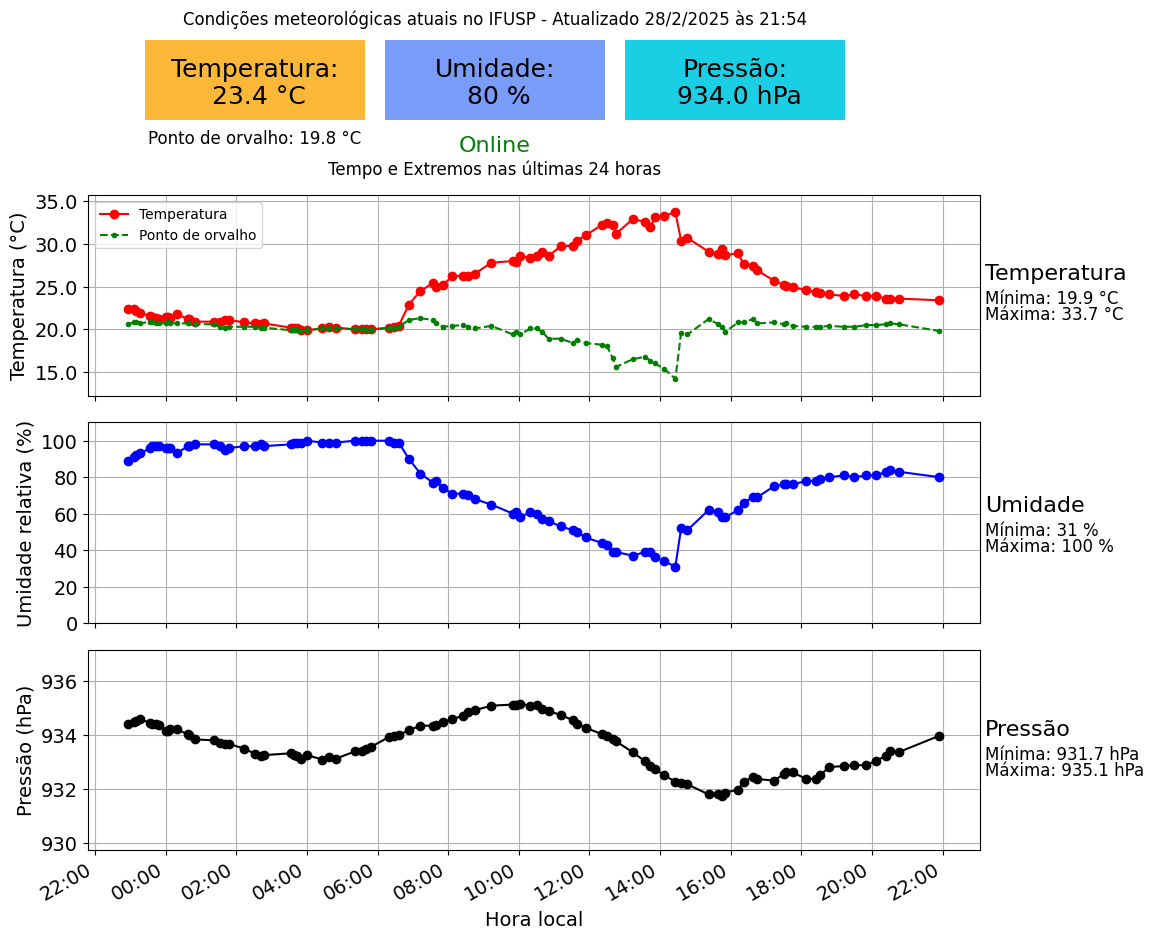 Condições meteorológicas atuais no IFUSP - Atualizado 28/2/2025 às 21:54
Temperatura:
23.4 °C
Umidade:
80 %
Pressão:
934.0 hPa
Ponto de orvalho: 19.8 °C
Online
Tempo e Extremos nas últimas 24 horas
Temperatura (°C)
35.0
30.0
25.0
20.0
15.0
Temperatura
Ponto de orvalho
Temperatura
Mínima: 19.9 °C
Máxima: 33.7 °C
Umidade relativa (%)
100
80
60
40
20
0
Umidade
Mínima: 31 %
Máxima: 100 %
Pressão (hPa)
936
934
932
930
Pressão
Mínima: 931.7 hPa
Máxima: 935.1 hPa
22:00
00:00
02:00
04:00
06:00
08:00
10:00
12:00
14:00
16:00
18:00
20:00
22:00
Hora local